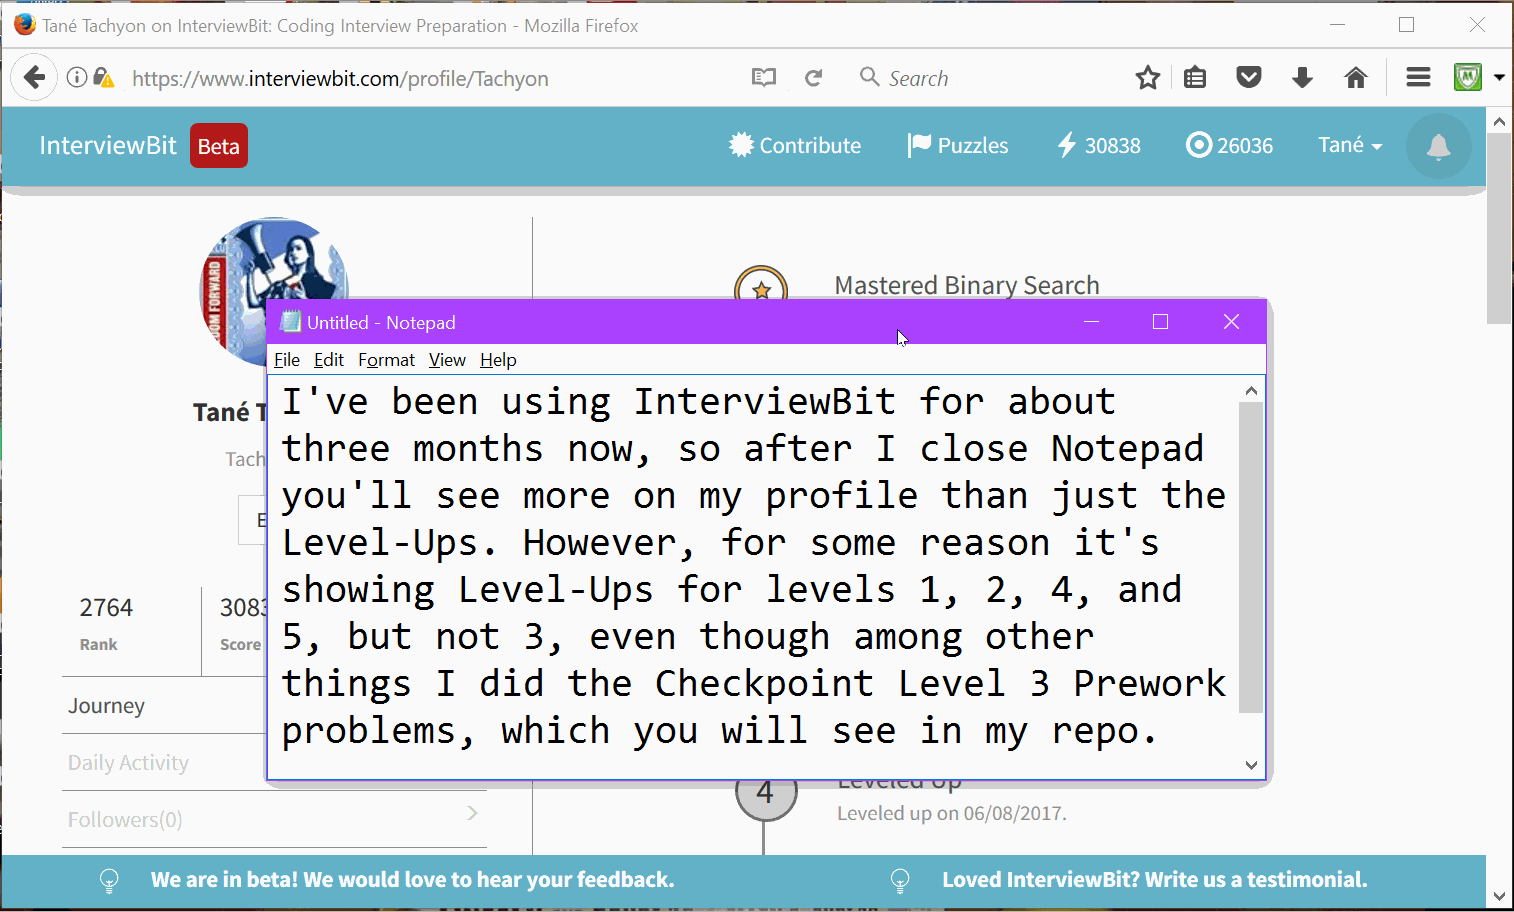 Tané Tachyon on InterviewBit: Coding Interview Preparation - Mozilla Firefox
https://www.interviewbit.com/profile/Tachyon
Search
InterviewBit Beta
Contribute
Puzzles
30838
26036
Tané
DOM FORWARD
Mastered Binary Search
Untitled - Notepad
File Edit Format View Help
I've been using InterviewBit for about
three months now, so after I close Notepad
you'll see more on my profile than just the
Level-Ups. However, for some reason it's
showing Level-Ups for levels 1, 2, 4, and
5, but not 3, even though among other
things I did the Checkpoint Level 3 Prework
problems, which you will see in my repo.
Tané T
Tach
E
2764
Rank
3083
Score
Journey
Daily Activity
Followers(0)
4
Leveled Up
Leveled up on 06/08/2017.
We are in beta! We would love to hear your feedback.
Loved InterviewBit? Write us a testimonial.